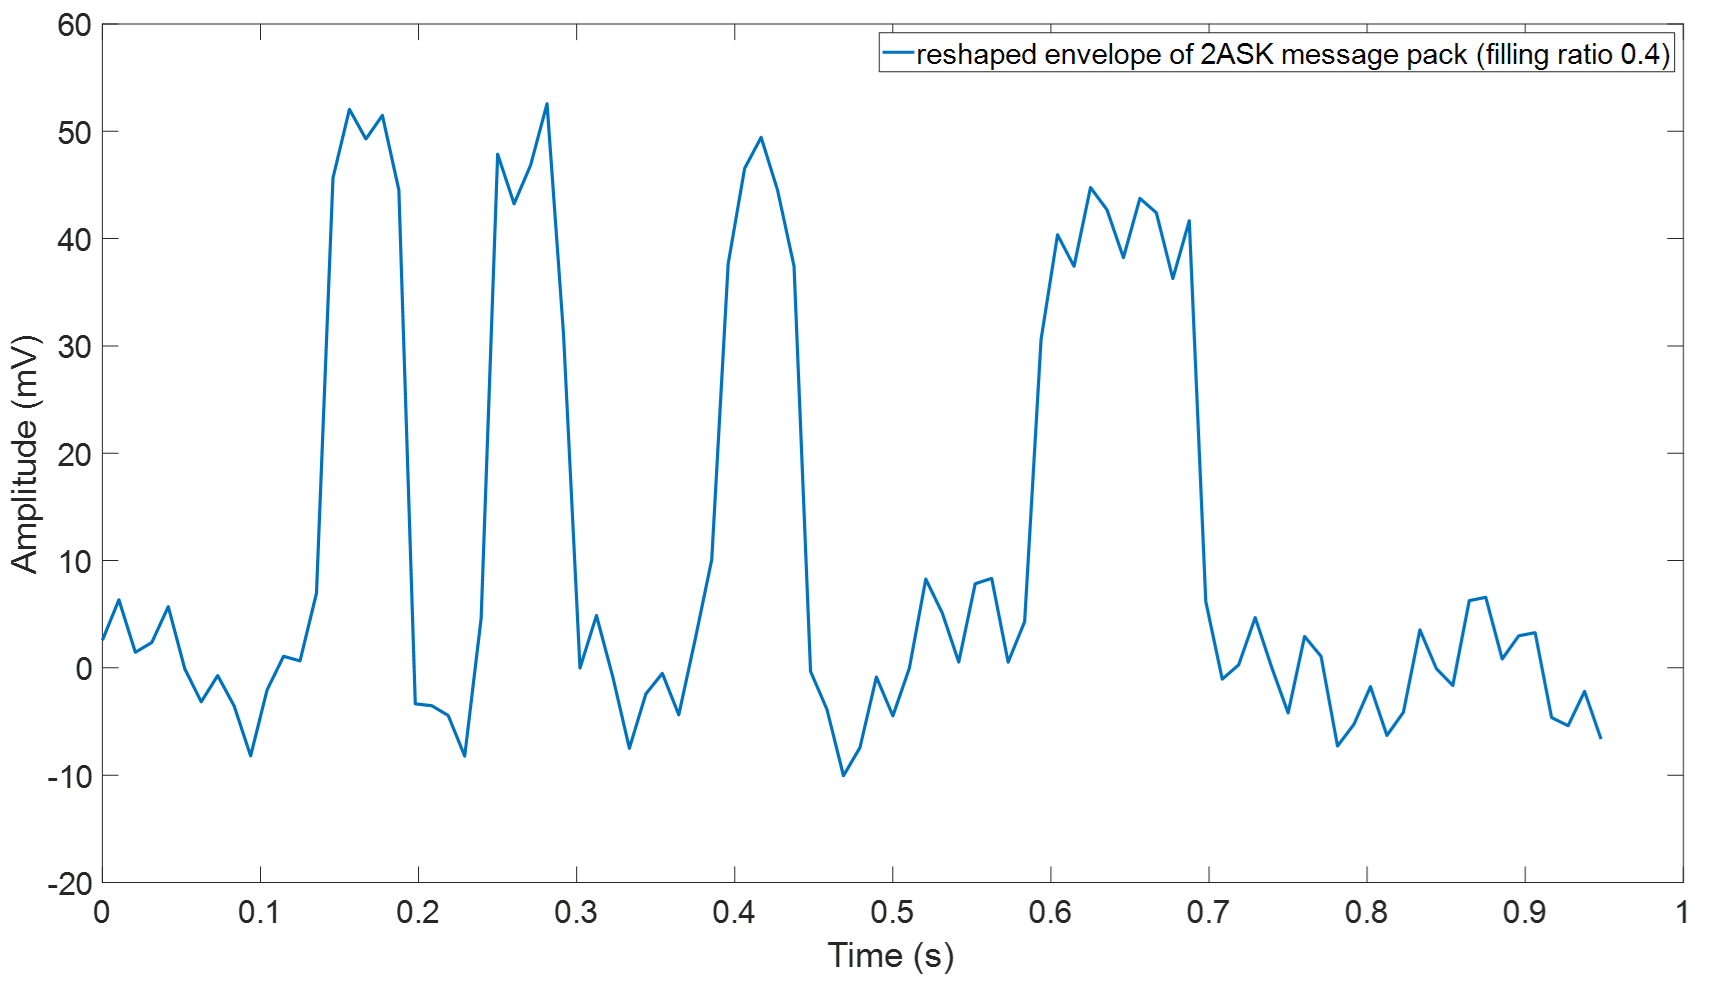 60
50
40
30
20
10
0
-10
-20
Amplitude (mV)
reshaped envelope of 2ASK message pack (filling ratio 0.4)
0 0.1 0.2 0.3 0.4 0.5 0.6 0.7 0.8 0.9 1
Time (s)